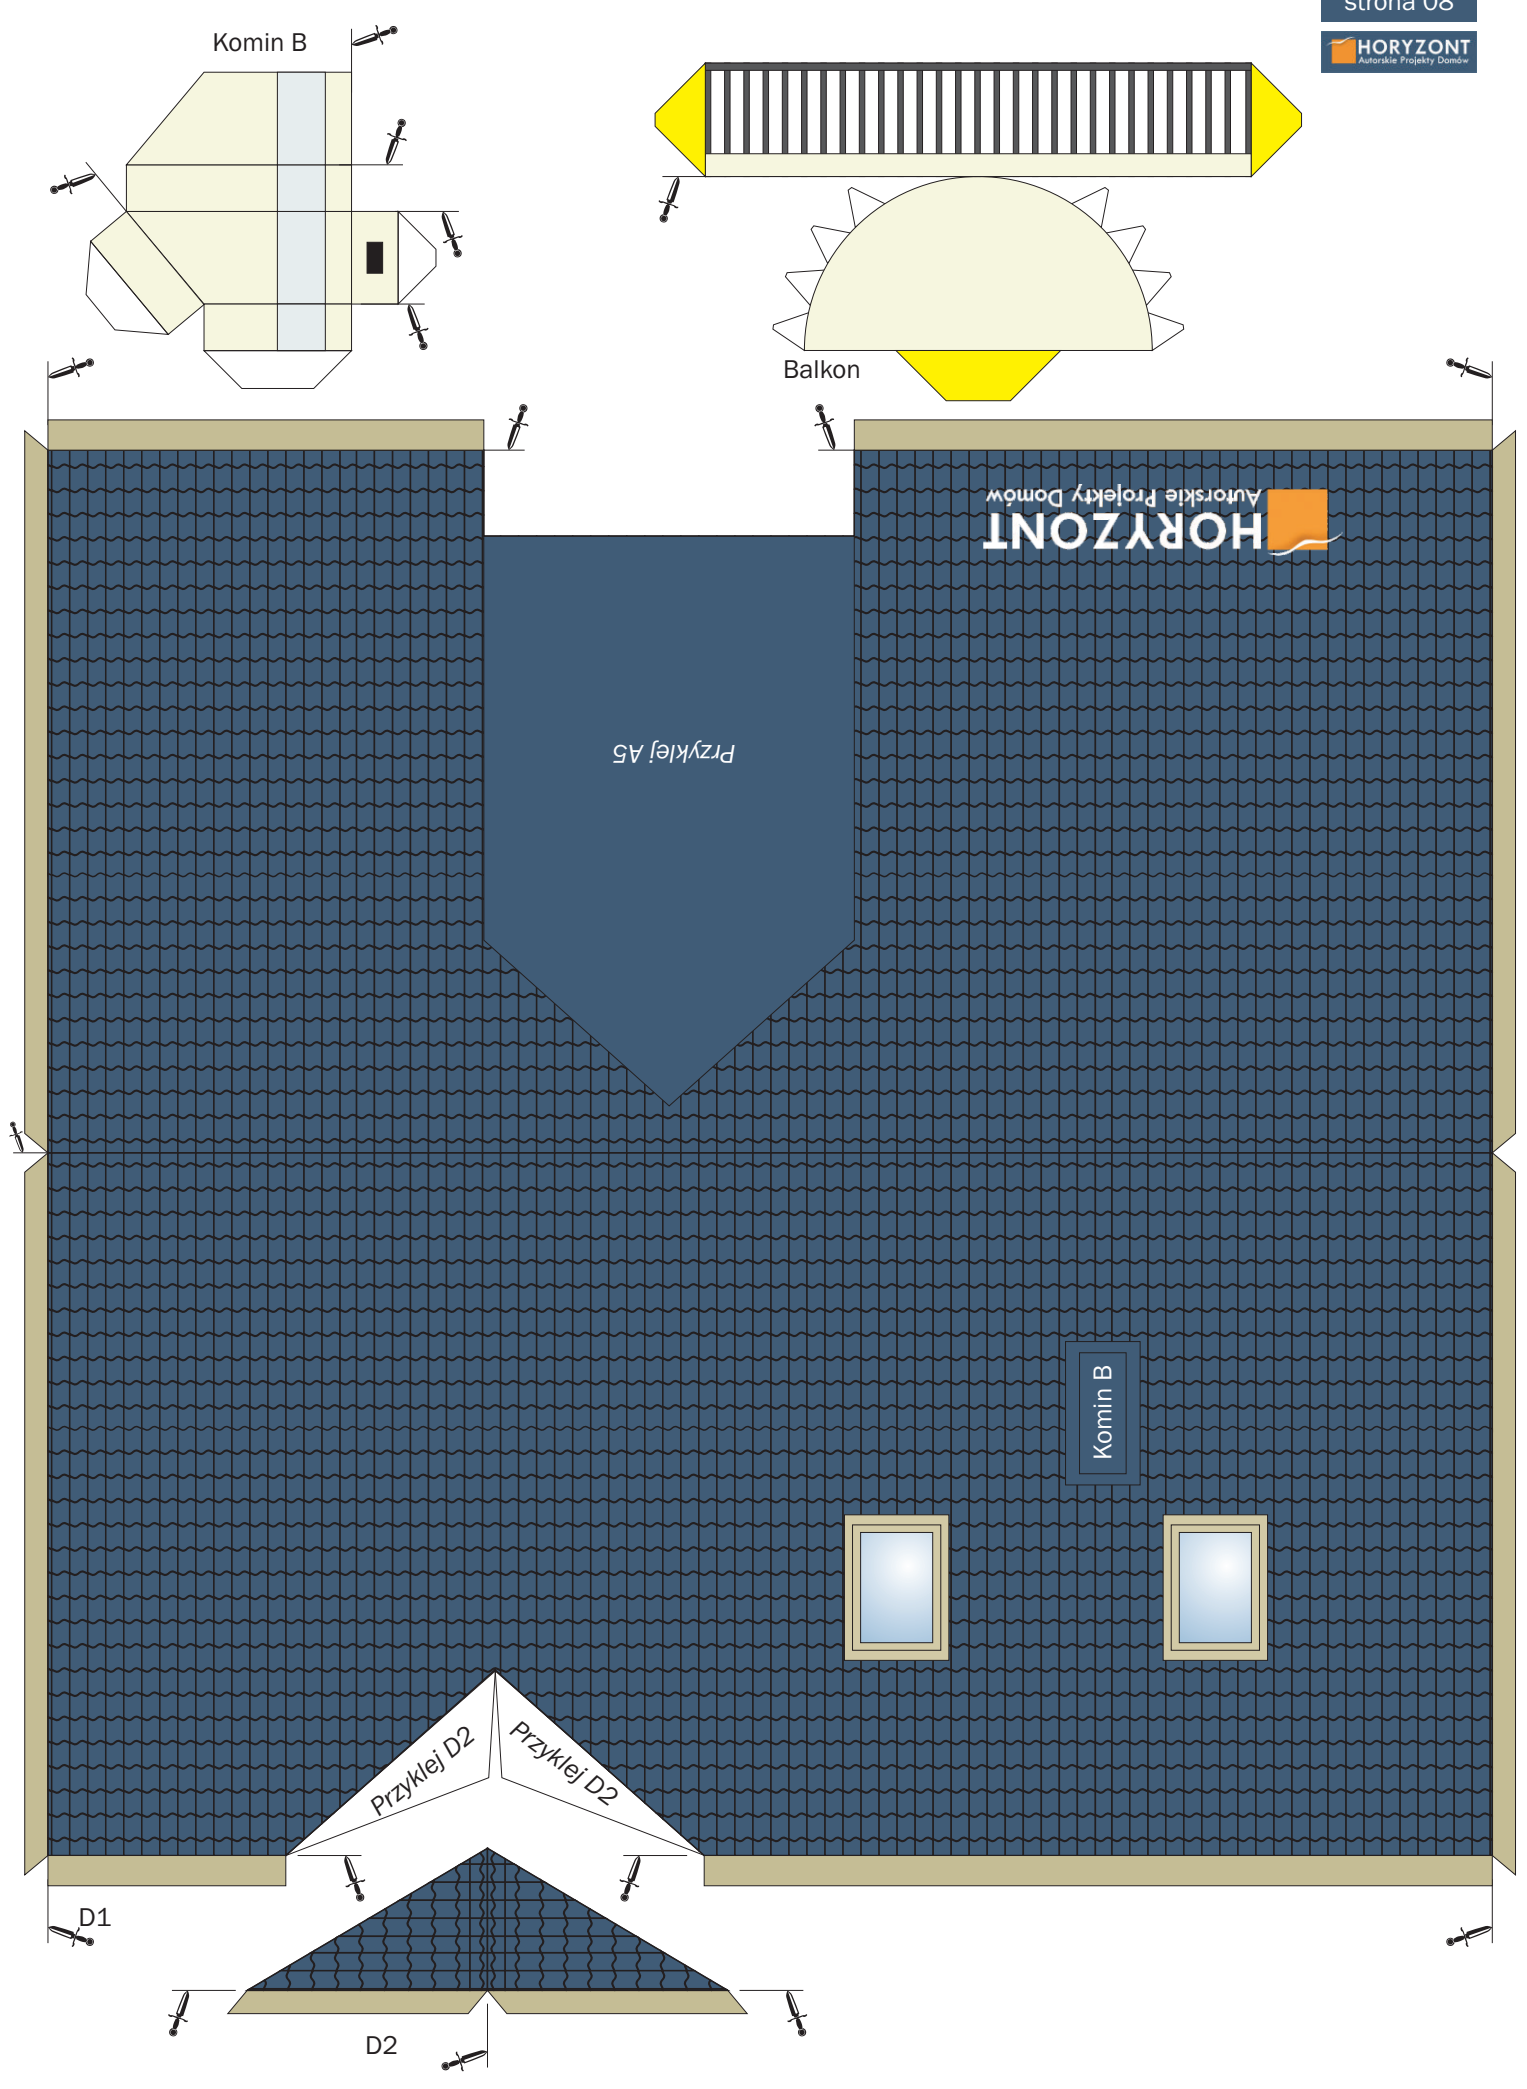 strona 08
HORYZONT
Autorskie Projekty Domów
Komin B
Balkon
HORYZONT
Autorskie Projekty Domów
Przyklej A5
Komin B
Przyklej D2
Przyklej D2
D1
D2